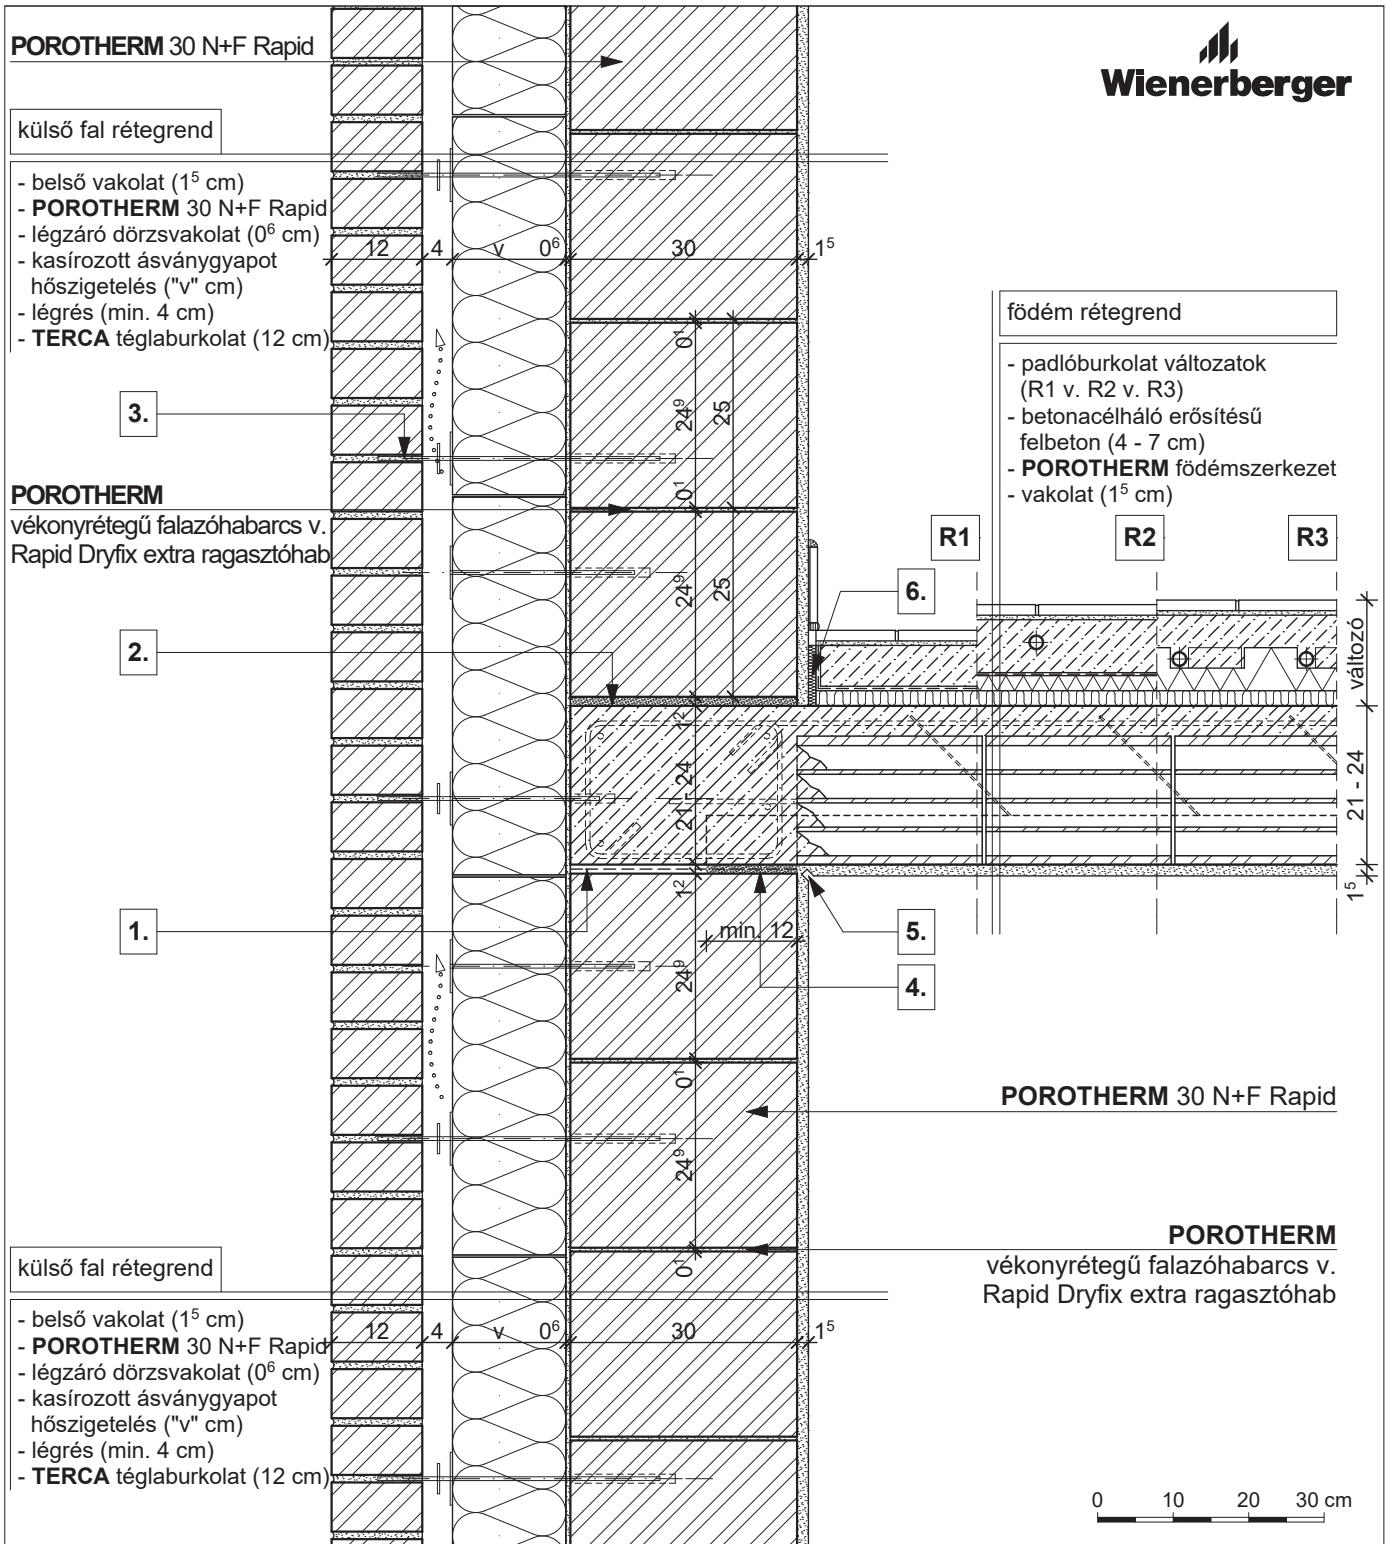 POROTHERM 30 N+F Rapid
Wienerberger
külső fal rétegrend
- belső vakolat (1⁵ cm)
- POROTHERM 30 N+F Rapid
- légzáró dörzsvakolat (0⁶ cm)
- kasírozott ásványgyapot
hőszigetelés ("v" cm)
- légrés (min. 4 cm)
- TERCA téglaburkolat (12 cm)
12 4 v 0⁶ 30 1⁵
födém rétegrend
- padlóburkolat változatok
(R1 v. R2 v. R3)
- betonacélháló erősítésű
felbeton (4 - 7 cm)
- POROTHERM födémszerkezet
- vakolat (1⁵ cm)
0¹
24⁹
25
0¹
3.
POROTHERM
vékonyrétegű falazóhabarcs v.
Rapid Dryfix extra ragasztóhab
R1 R2 R3
24⁹
25
6.
2.
változó
1²
21 - 24
21 - 24
1²
1⁵
1.
min. 12
5.
24⁹
4.
0¹
POROTHERM 30 N+F Rapid
24⁹
0¹
POROTHERM
vékonyrétegű falazóhabarcs v.
Rapid Dryfix extra ragasztóhab
külső fal rétegrend
- belső vakolat (1⁵ cm)
- POROTHERM 30 N+F Rapid
- légzáró dörzsvakolat (0⁶ cm)
- kasírozott ásványgyapot
hőszigetelés ("v" cm)
- légrés (min. 4 cm)
- TERCA téglaburkolat (12 cm)
12 4 v 0⁶ 30 1⁵
0 10 20 30 cm